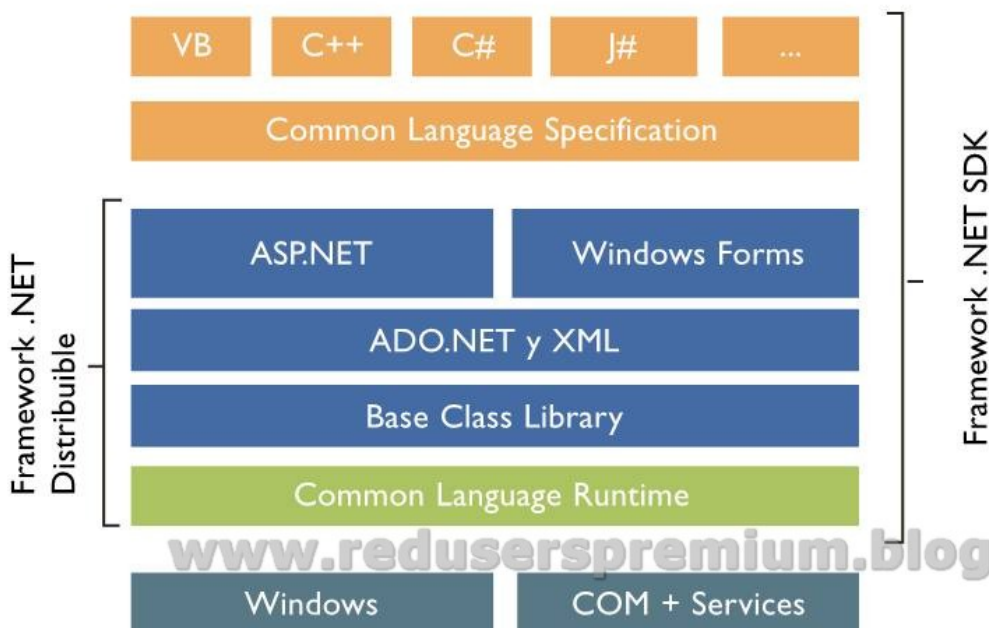 VB
C++
C#
J#
...
Common Language Specification
ASP.NET
Windows Forms
ADO.NET y XML
Base Class Library
Common Language Runtime
Windows
COM + Services
Framework .NET
Distribuible
Framework .NET SDK
www.reduserspremium.blog